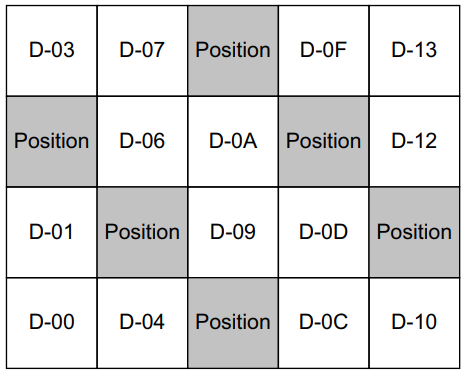 D-03 D-07 Position D-0F D-13
Position D-06 D-0A Position D-12
D-01 Position D-09 D-0D Position
D-00 D-04 Position D-0C D-10